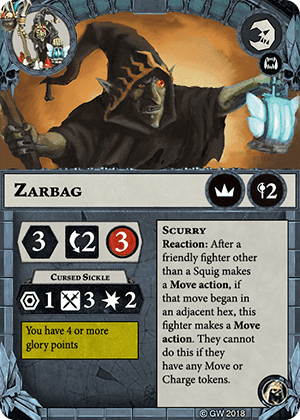 ZARBAG
2
3 2 3
CURSED SICKLE
1 3 2
You have 4 or more
glory points
SCURRY
Reaction: After a
friendly fighter other
than a Squig makes
a Move action, if
that move began in
an adjacent hex, this
fighter makes a Move
action. They cannot
do this if they
have any Move or
Charge tokens.
© GW 2018